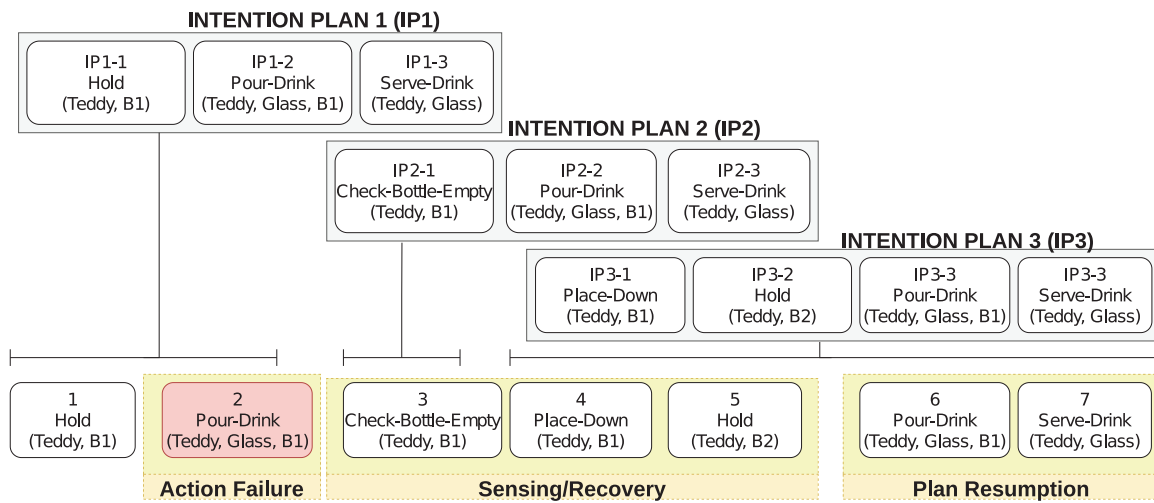 INTENTION PLAN 1 (IP1)
IP1-1
Hold
(Teddy, B1)
IP1-2
Pour-Drink
(Teddy, Glass, B1)
IP1-3
Serve-Drink
(Teddy, Glass)
INTENTION PLAN 2 (IP2)
IP2-1
Check-Bottle-Empty
(Teddy, B1)
IP2-2
Pour-Drink
(Teddy, Glass, B1)
IP2-3
Serve-Drink
(Teddy, Glass)
INTENTION PLAN 3 (IP3)
IP3-1
Place-Down
(Teddy, B1)
IP3-2
Hold
(Teddy, B2)
IP3-3
Pour-Drink
(Teddy, Glass, B1)
IP3-3
Serve-Drink
(Teddy, Glass)
1
Hold
(Teddy, B1)
2
Pour-Drink
(Teddy, Glass, B1)
3
Check-Bottle-Empty
(Teddy, B1)
4
Place-Down
(Teddy, B1)
5
Hold
(Teddy, B2)
6
Pour-Drink
(Teddy, Glass, B1)
7
Serve-Drink
(Teddy, Glass)
Action Failure
Sensing/Recovery
Plan Resumption